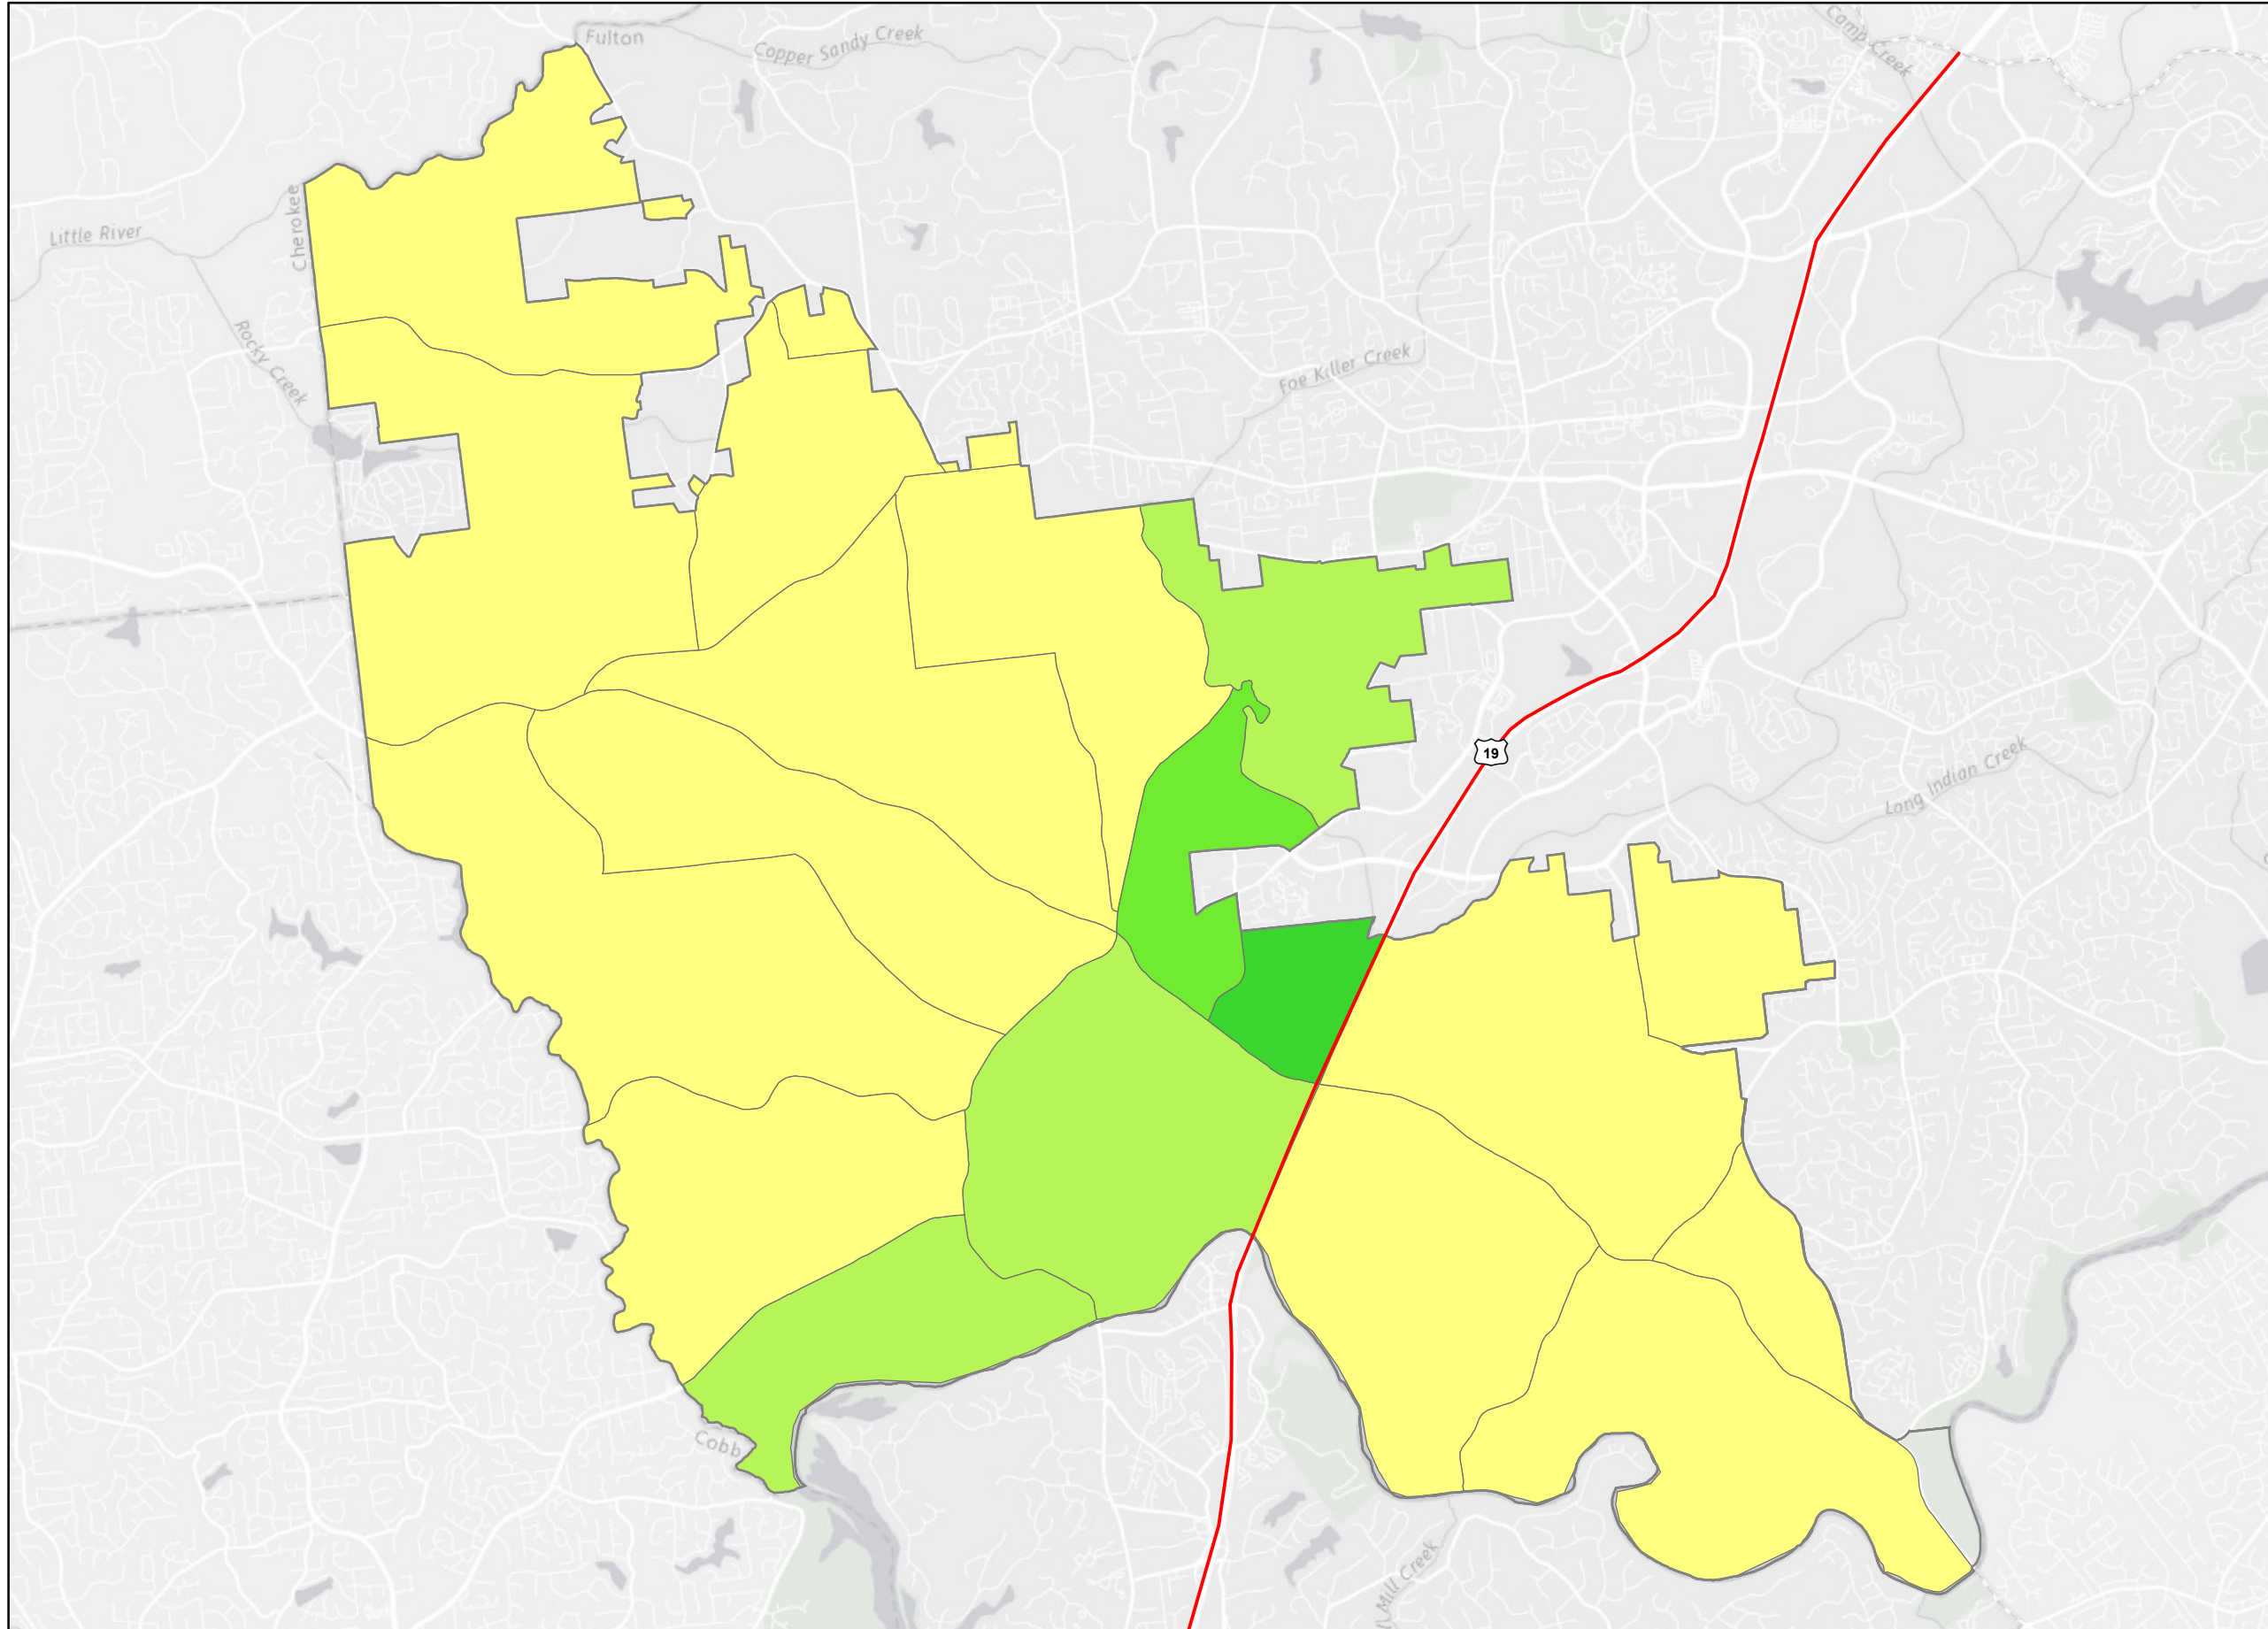 Fulton
Copper Sandy Creek
Camp Creek
Little River
Cherokee
Rocky Creek
Foe Killer Creek
19
Long Indian Creek
Cobb
Mill Creek